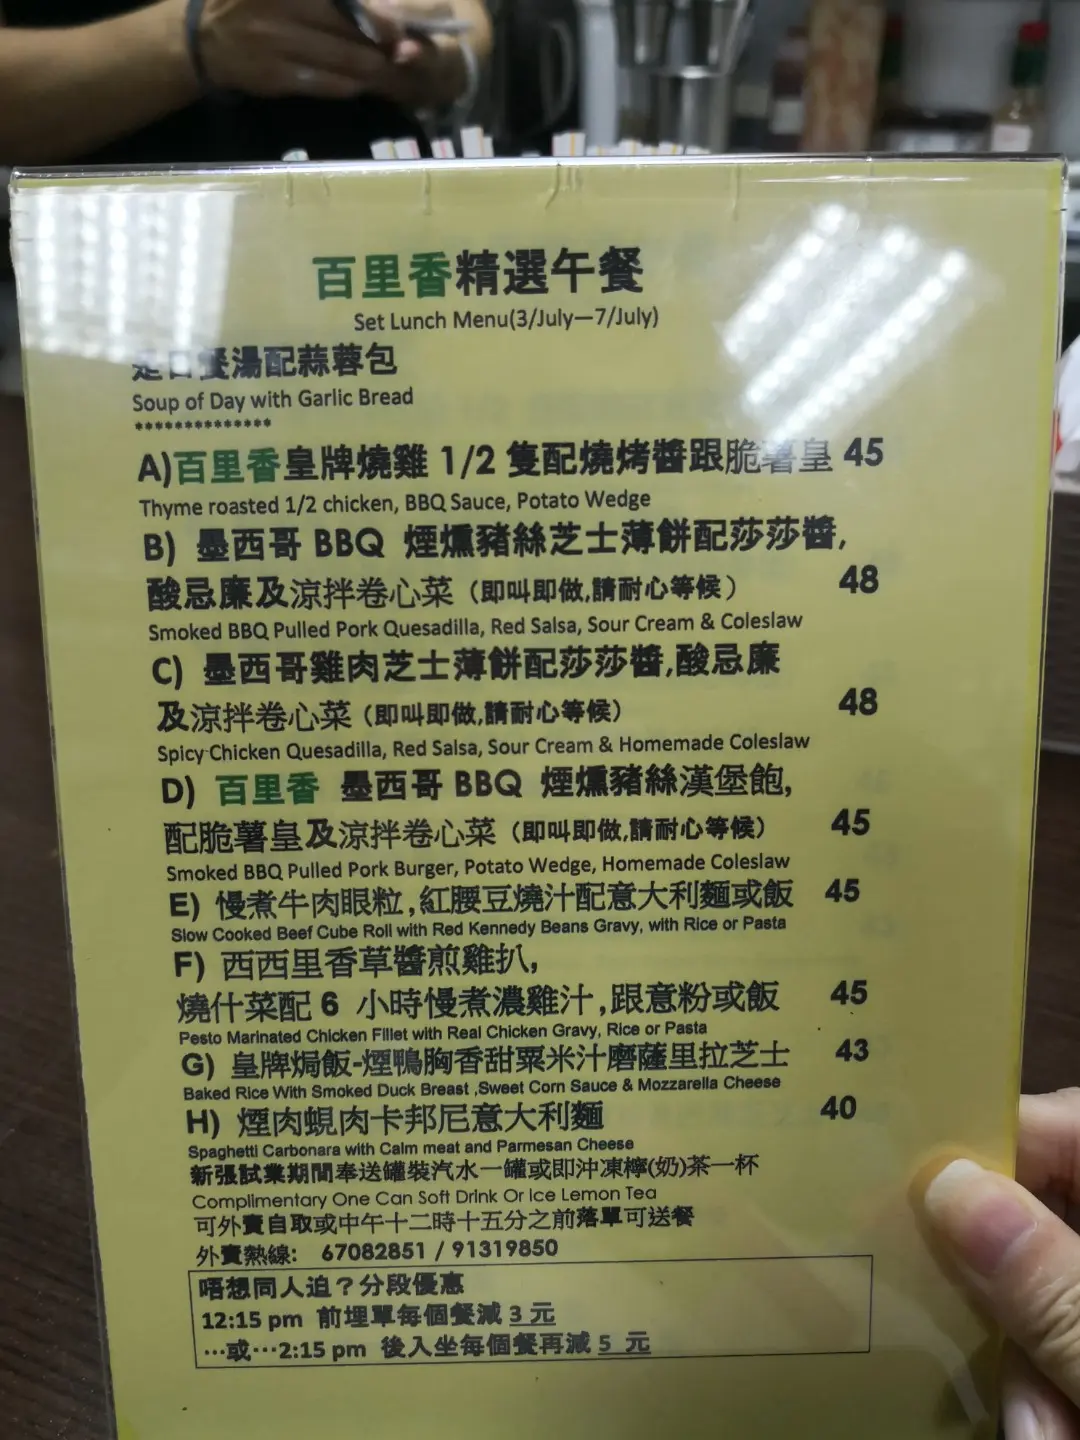 百里香精選午餐
Set Lunch Menu(3/July—7/July)
是日餐湯配蒜蓉包
Soup of Day with Garlic Bread
**************
A)百里香皇牌燒雞 1/2 隻配燒烤醬跟脆薯皇 45
Thyme roasted 1/2 chicken, BBQ Sauce, Potato Wedge
B) 墨西哥 BBQ 煙燻豬絲芝士薄餅配莎莎醬,
酸忌廉及涼拌卷心菜（即叫即做,請耐心等候） 48
Smoked BBQ Pulled Pork Quesadilla, Red Salsa, Sour Cream & Coleslaw
C) 墨西哥雞肉芝士薄餅配莎莎醬,酸忌廉
及涼拌卷心菜（即叫即做,請耐心等候） 48
Spicy Chicken Quesadilla, Red Salsa, Sour Cream & Homemade Coleslaw
D) 百里香 墨西哥 BBQ 煙燻豬絲漢堡飽,
配脆薯皇及涼拌卷心菜（即叫即做,請耐心等候） 45
Smoked BBQ Pulled Pork Burger, Potato Wedge, Homemade Coleslaw
E) 慢煮牛肉眼粒,紅腰豆燒汁配意大利麵或飯 45
Slow Cooked Beef Cube Roll with Red Kennedy Beans Gravy, with Rice or Pasta
F) 西西里香草醬煎雞扒,
燒什菜配 6 小時慢煮濃雞汁,跟意粉或飯 45
Pesto Marinated Chicken Fillet with Real Chicken Gravy, Rice or Pasta
G) 皇牌焗飯-煙鴨胸香甜粟米汁磨薩里拉芝士 43
Baked Rice With Smoked Duck Breast ,Sweet Corn Sauce & Mozzarella Cheese
H) 煙肉蜆肉卡邦尼意大利麵 40
Spaghetti Carbonara with Calm meat and Parmesan Cheese
新張試業期間奉送罐裝汽水一罐或即沖凍檸(奶)茶一杯
Complimentary One Can Soft Drink Or Ice Lemon Tea
可外賣自取或中午十二時十五分之前落單可送餐
外賣熱線: 67082851 / 91319850
唔想同人迫？分段優惠
12:15 pm 前埋單每個餐減 3 元
…或…2:15 pm 後入坐每個餐再減 5 元